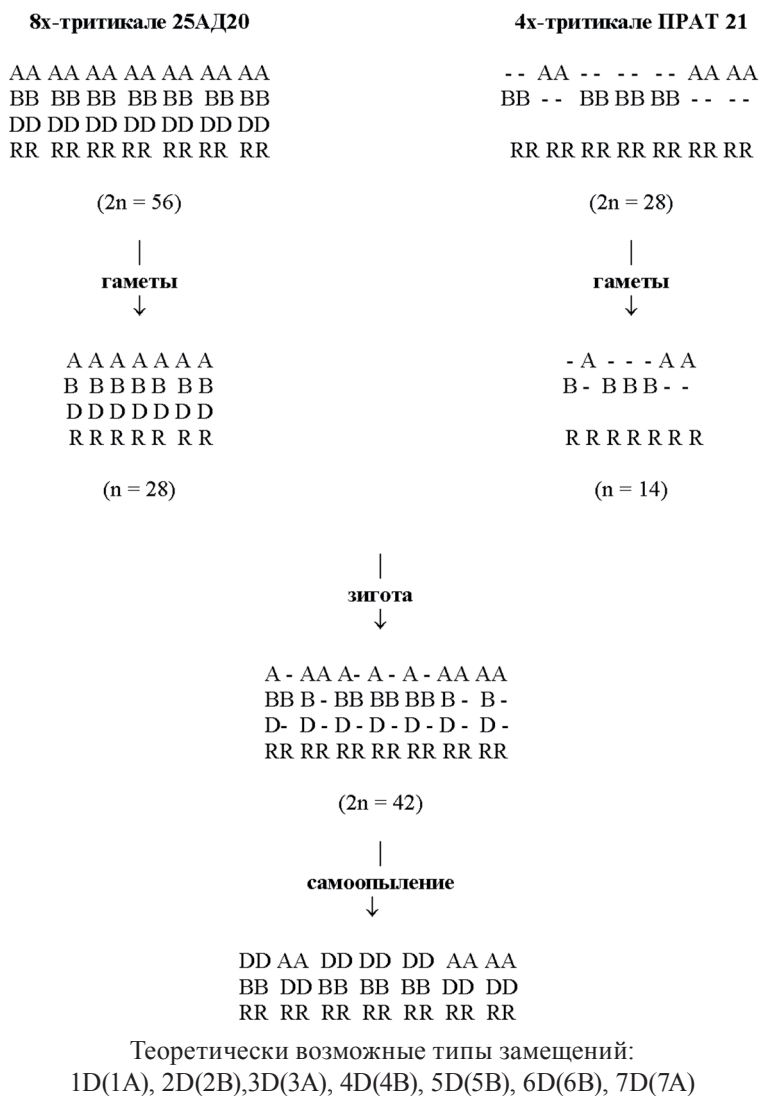 8х-тритикале 25АД20
AA AA AA AA AA AA AA
BB BB BB BB BB BB BB
DD DD DD DD DD DD DD
RR RR RR RR RR RR RR
(2n = 56)
|
гаметы
↓
A A A A A A A
B B B B B B B
D D D D D D D
R R R R R R R
(n = 28)
4х-тритикале ПРАТ 21
- - AA - - - - - - AA AA
BB - - BB BB BB - - - -
RR RR RR RR RR RR RR
(2n = 28)
|
гаметы
↓
- A - - - A A
B - B B B - -
R R R R R R R
(n = 14)
|
зигота
↓
A - AA A- A - A - AA AA
BB B - BB BB BB B - B -
D- D - D - D - D - D - D -
RR RR RR RR RR RR RR
(2n = 42)
|
самоопыление
↓
DD AA DD DD DD AA AA
BB DD BB BB BB DD DD
RR RR RR RR RR RR RR
Теоретически возможные типы замещений:
1D(1A), 2D(2B),3D(3A), 4D(4B), 5D(5B), 6D(6B), 7D(7A)